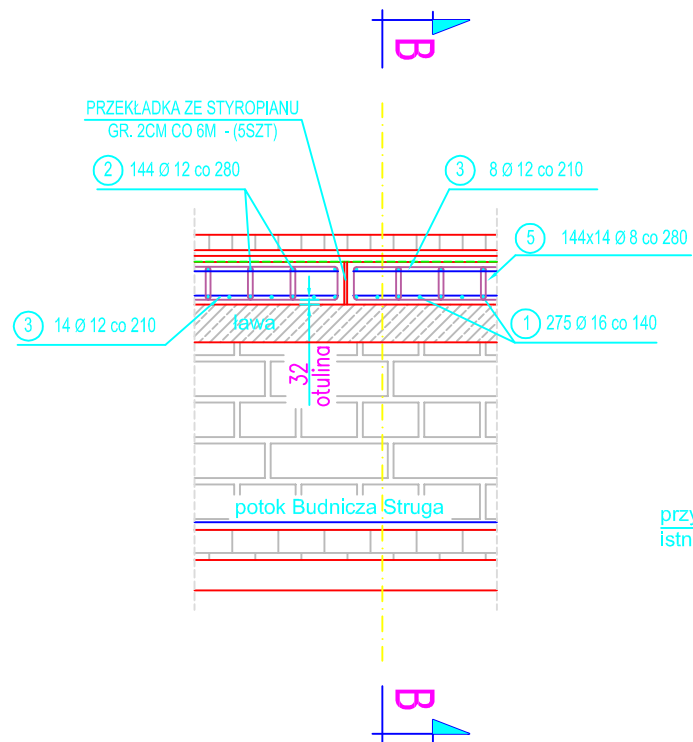 B
PRZEKŁADKA ZE STYROPIANU
GR. 2CM CO 6M - (5SZT)
2 144 Ø 12 co 280
3 8 Ø 12 co 210
5 144x14 Ø 8 co 280
3 14 Ø 12 co 210
ława
1 275 Ø 16 co 140
32
otulina
potok Budnicza Struga
przy
istn
B